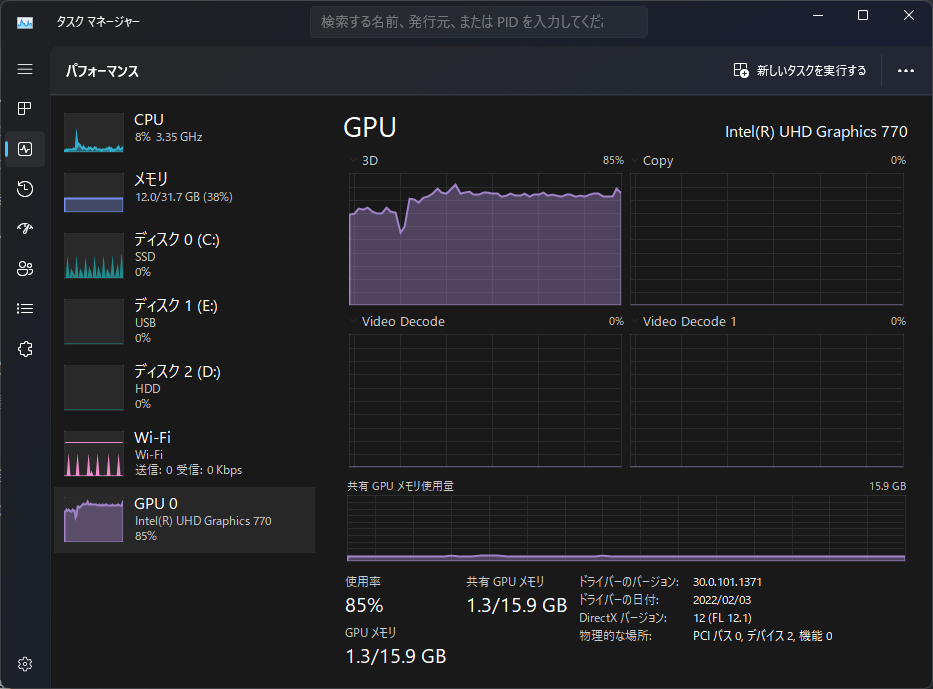 タスク マネージャー
検索する名前、発行元、または PID を入力してくだ
パフォーマンス
新しいタスクを実行する
CPU
8% 3.35 GHz
メモリ
12.0/31.7 GB (38%)
ディスク 0 (C:)
SSD
0%
ディスク 1 (E:)
USB
0%
ディスク 2 (D:)
HDD
0%
Wi-Fi
Wi-Fi
送信: 0 受信: 0 Kbps
GPU 0
Intel(R) UHD Graphics 770
85%
GPU
Intel(R) UHD Graphics 770
3D 85%
Copy 0%
Video Decode 0%
Video Decode 1 0%
共有 GPU メモリ使用量 15.9 GB
使用率
85%
共有 GPU メモリ
1.3/15.9 GB
GPU メモリ
1.3/15.9 GB
ドライバーのバージョン: 30.0.101.1371
ドライバーの日付: 2022/02/03
DirectX バージョン: 12 (FL 12.1)
物理的な場所: PCI バス 0, デバイス 2, 機能 0